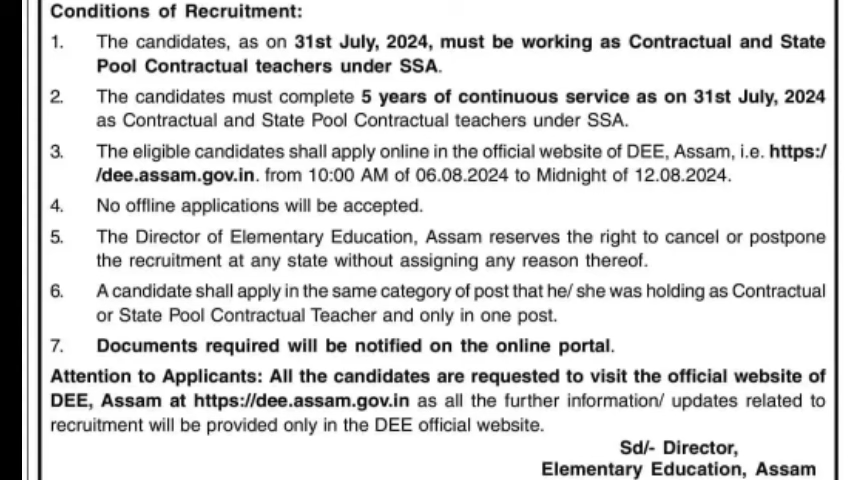 Conditions of Recruitment:
1. The candidates, as on 31st July, 2024, must be working as Contractual and State
Pool Contractual teachers under SSA.
2. The candidates must complete 5 years of continuous service as on 31st July, 2024
as Contractual and State Pool Contractual teachers under SSA.
3. The eligible candidates shall apply online in the official website of DEE, Assam, i.e. https:/
/dee.assam.gov.in. from 10:00 AM of 06.08.2024 to Midnight of 12.08.2024.
4. No offline applications will be accepted.
5. The Director of Elementary Education, Assam reserves the right to cancel or postpone
the recruitment at any state without assigning any reason thereof.
6. A candidate shall apply in the same category of post that he/ she was holding as Contractual
or State Pool Contractual Teacher and only in one post.
7. Documents required will be notified on the online portal.
Attention to Applicants: All the candidates are requested to visit the official website of
DEE, Assam at https://dee.assam.gov.in as all the further information/ updates related to
recruitment will be provided only in the DEE official website.
Sd/- Director,
Elementary Education, Assam